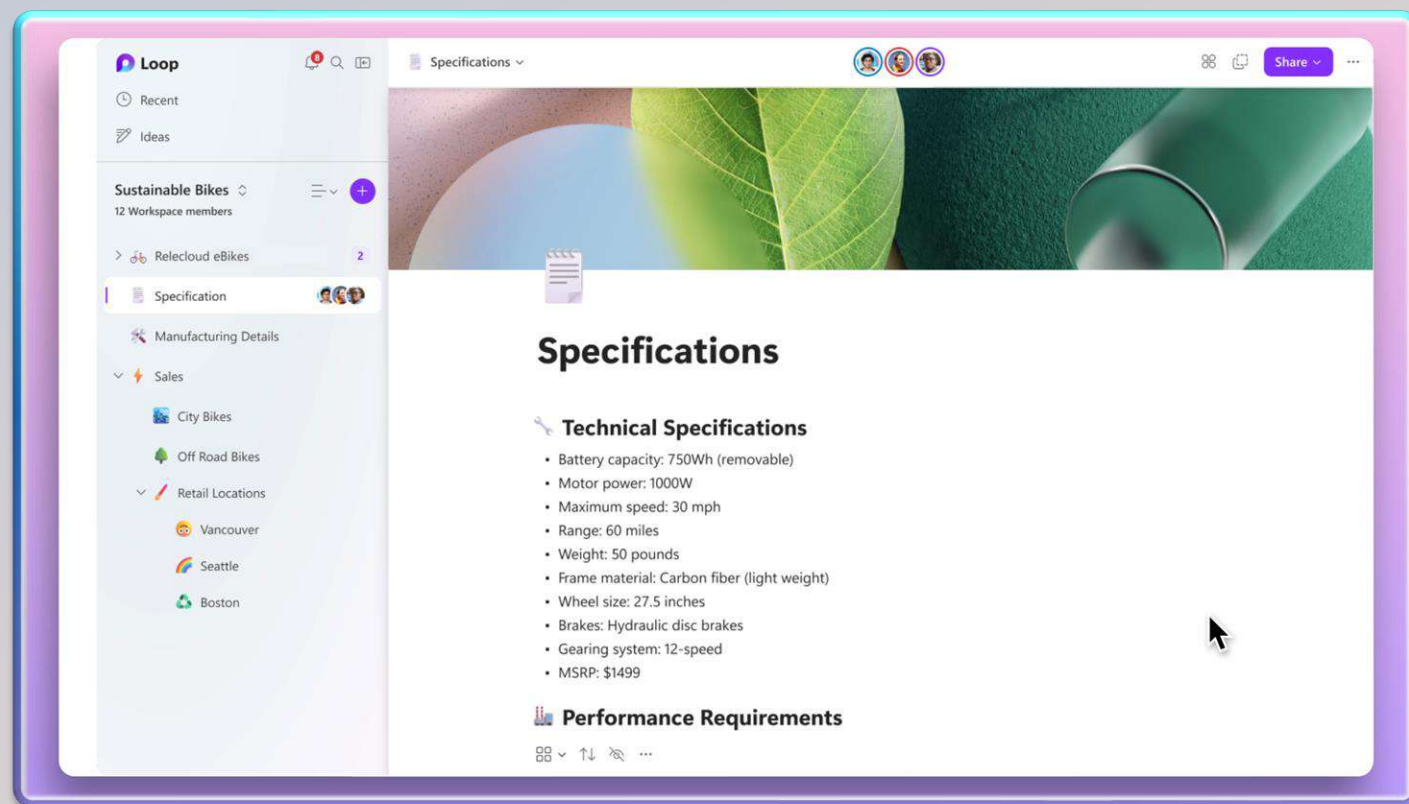 Loop
8
Recent
Ideas
Sustainable Bikes
12 Workspace members
Relecloud eBikes
2
Specification
Manufacturing Details
Sales
City Bikes
Off Road Bikes
Retail Locations
Vancouver
Seattle
Boston
Specifications
Share
Specifications
Technical Specifications
• Battery capacity: 750Wh (removable)
• Motor power: 1000W
• Maximum speed: 30 mph
• Range: 60 miles
• Weight: 50 pounds
• Frame material: Carbon fiber (light weight)
• Wheel size: 27.5 inches
• Brakes: Hydraulic disc brakes
• Gearing system: 12-speed
• MSRP: $1499
Performance Requirements